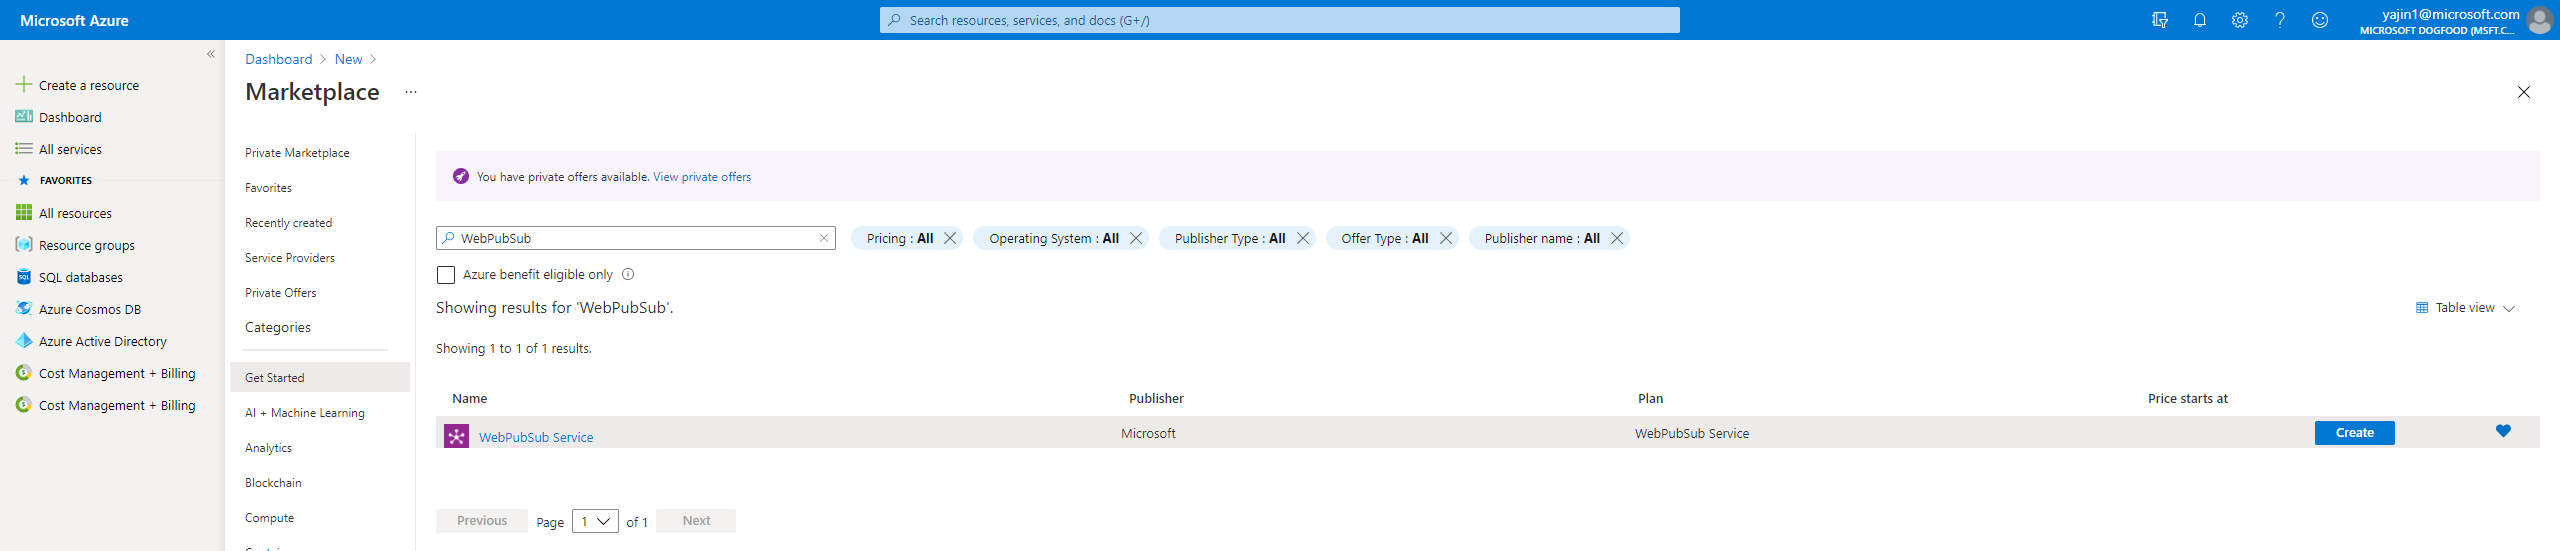 Microsoft Azure
Search resources, services, and docs (G+/)
yajin1@microsoft.com
MICROSOFT DOGFOOD (MSFT.C...
Create a resource
Dashboard
All services
FAVORITES
All resources
Resource groups
SQL databases
Azure Cosmos DB
Azure Active Directory
Cost Management + Billing
Cost Management + Billing
Dashboard > New >
Marketplace ...
Private Marketplace
Favorites
Recently created
Service Providers
Private Offers
Categories
Get Started
AI + Machine Learning
Analytics
Blockchain
Compute
You have private offers available. View private offers
WebPubSub
Pricing : All
Operating System : All
Publisher Type : All
Offer Type : All
Publisher name : All
Azure benefit eligible only
Showing results for 'WebPubSub'.
Table view
Showing 1 to 1 of 1 results.
Name Publisher Plan Price starts at
WebPubSub Service Microsoft WebPubSub Service Create
Previous Page 1 of 1 Next